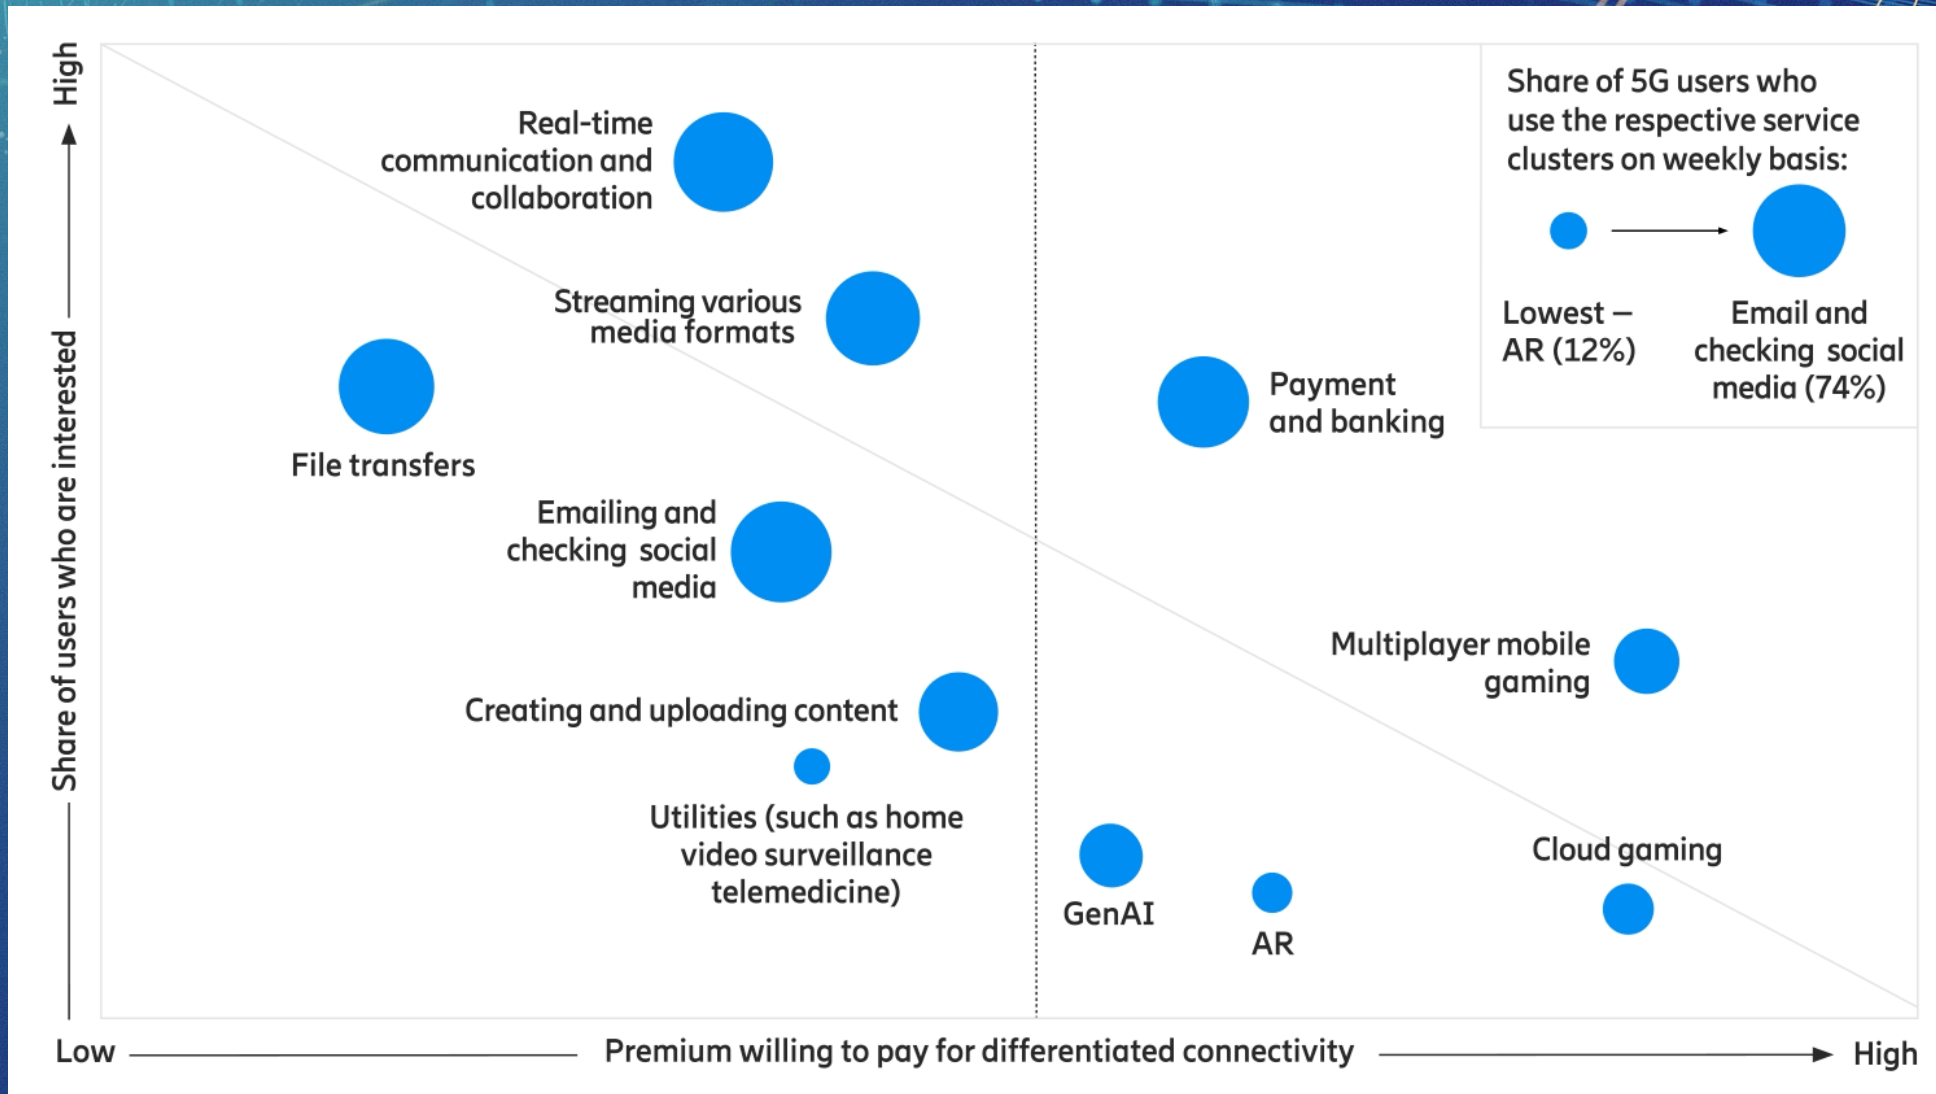 High
Share of users who are interested
Real-time
communication and
collaboration
Streaming various
media formats
File transfers
Emailing and
checking social
media
Creating and uploading content
Utilities (such as home
video surveillance
telemedicine)
Share of 5G users who
use the respective service
clusters on weekly basis:
Lowest –
AR (12%)
Email and
checking social
media (74%)
Payment
and banking
Multiplayer mobile
gaming
Cloud gaming
GenAI
AR
Low
Premium willing to pay for differentiated connectivity
High